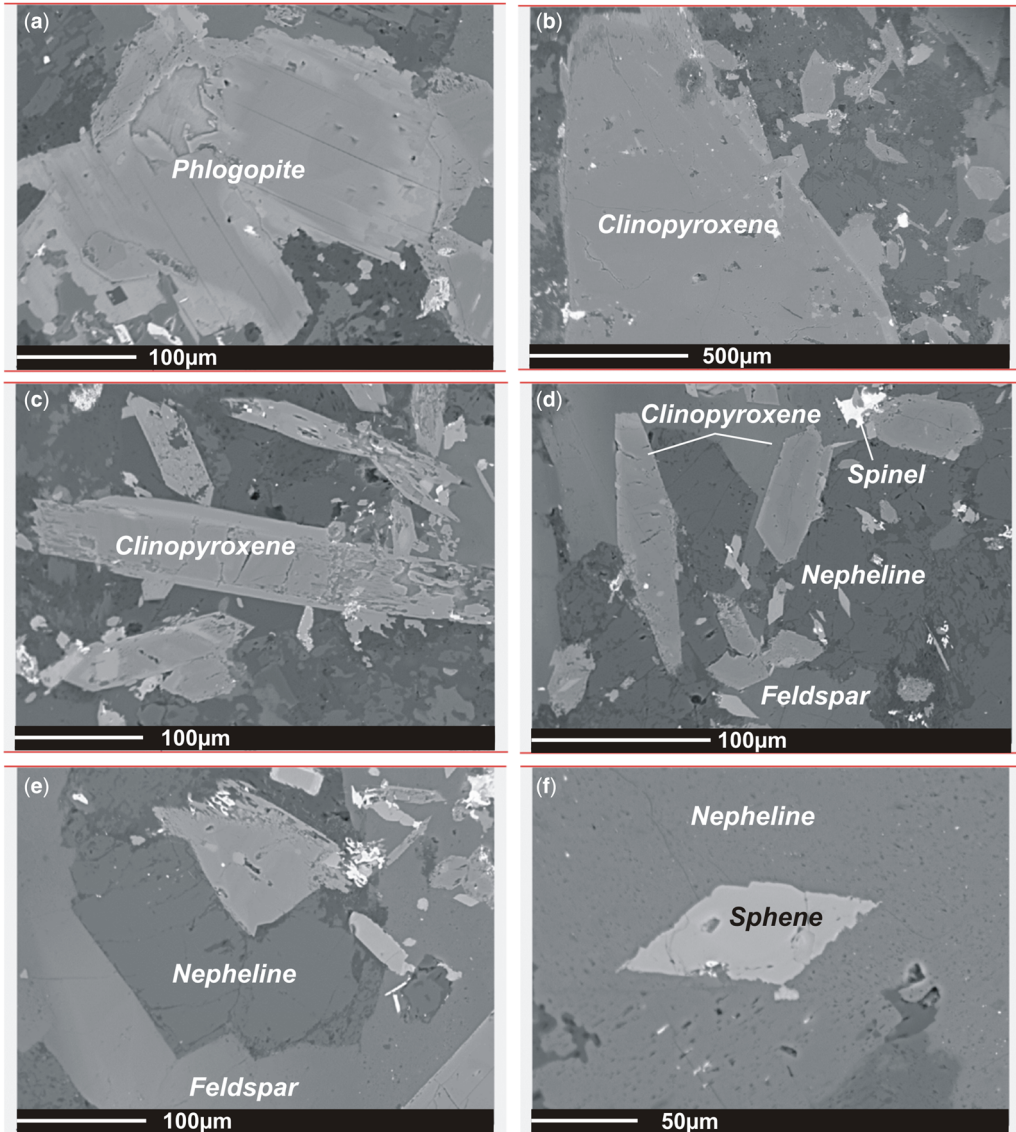 (a)
Phlogopite
100μm
(b)
Clinopyroxene
500μm
(c)
Clinopyroxene
100μm
(d)
Clinopyroxene
Spinel
Nepheline
Feldspar
100μm
(e)
Nepheline
Feldspar
100μm
(f)
Nepheline
Sphene
50μm